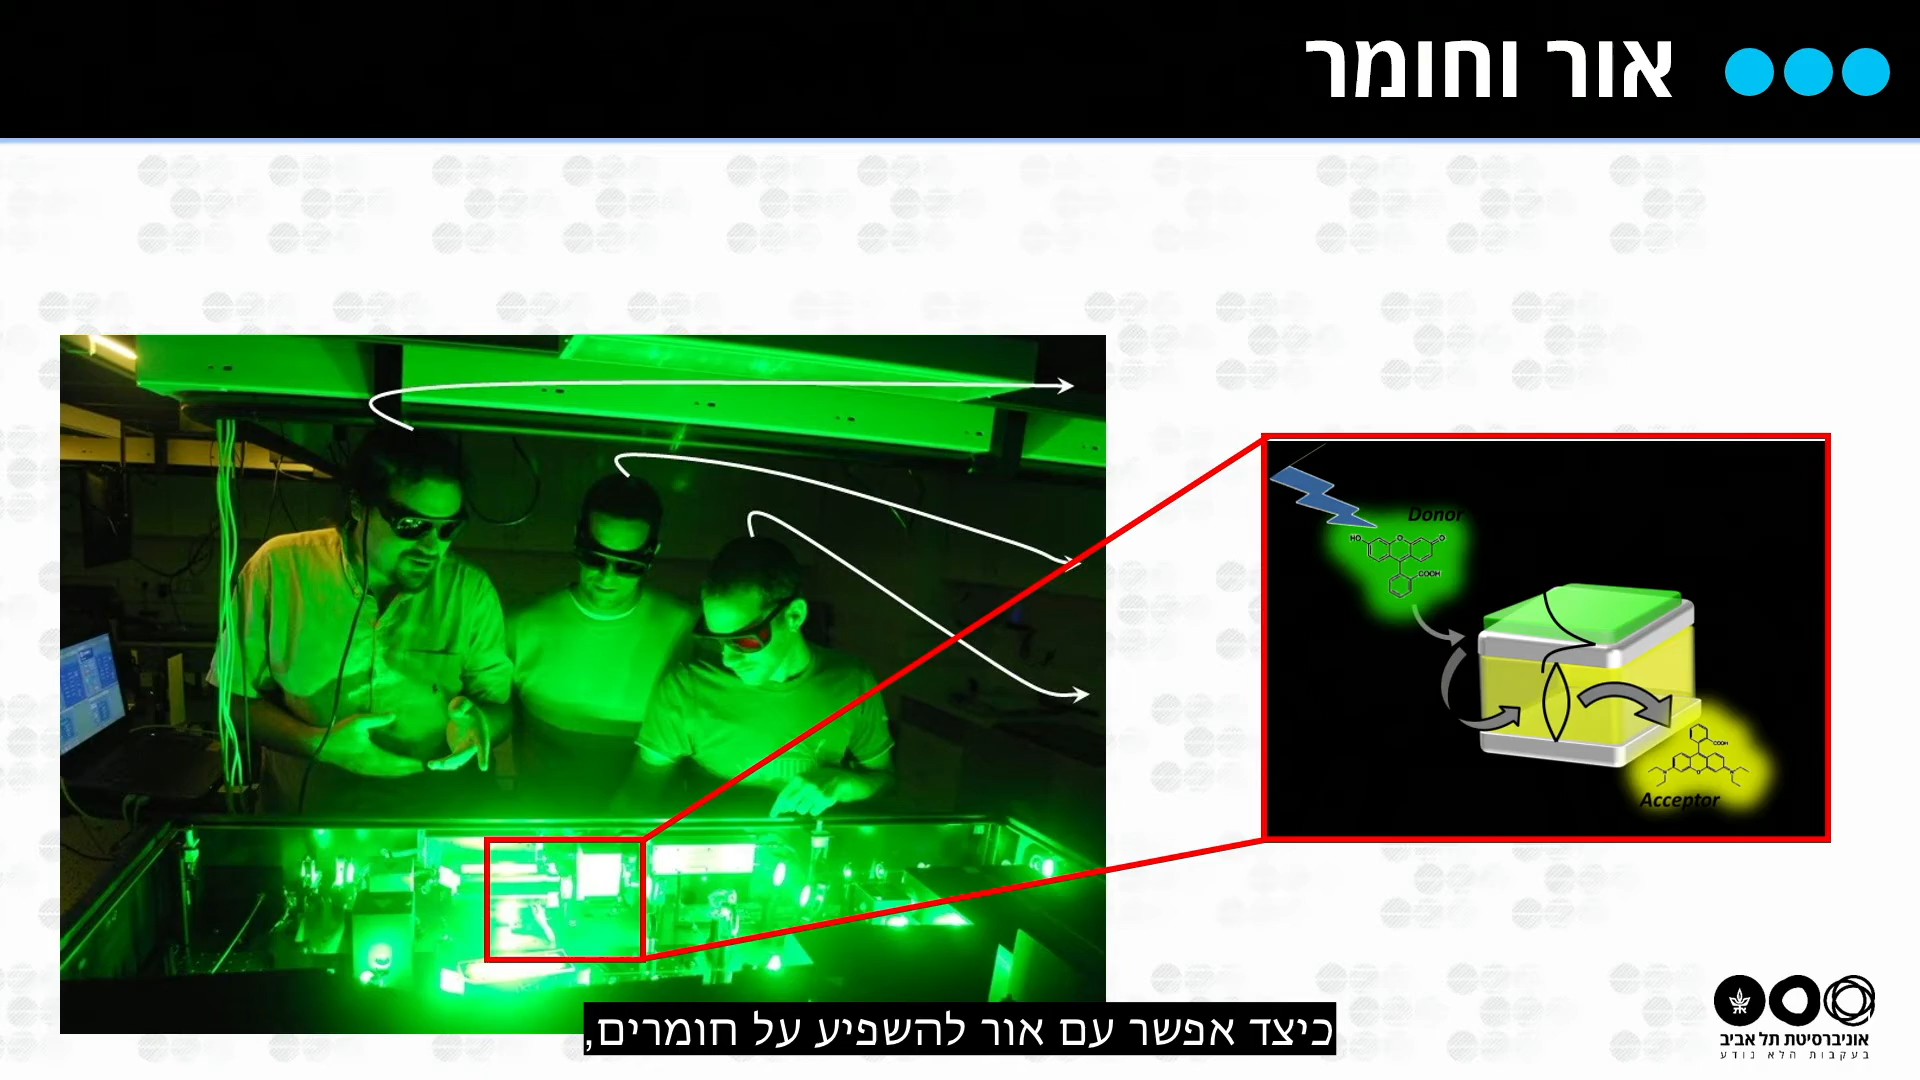 אור וחומר
Donor
HO
O
O
COOH
COOH
N
O
N
Acceptor
כיצד אפשר עם אור להשפיע על חומרים,
אוניברסיטת תל אביב
בעקבות הלא נודע